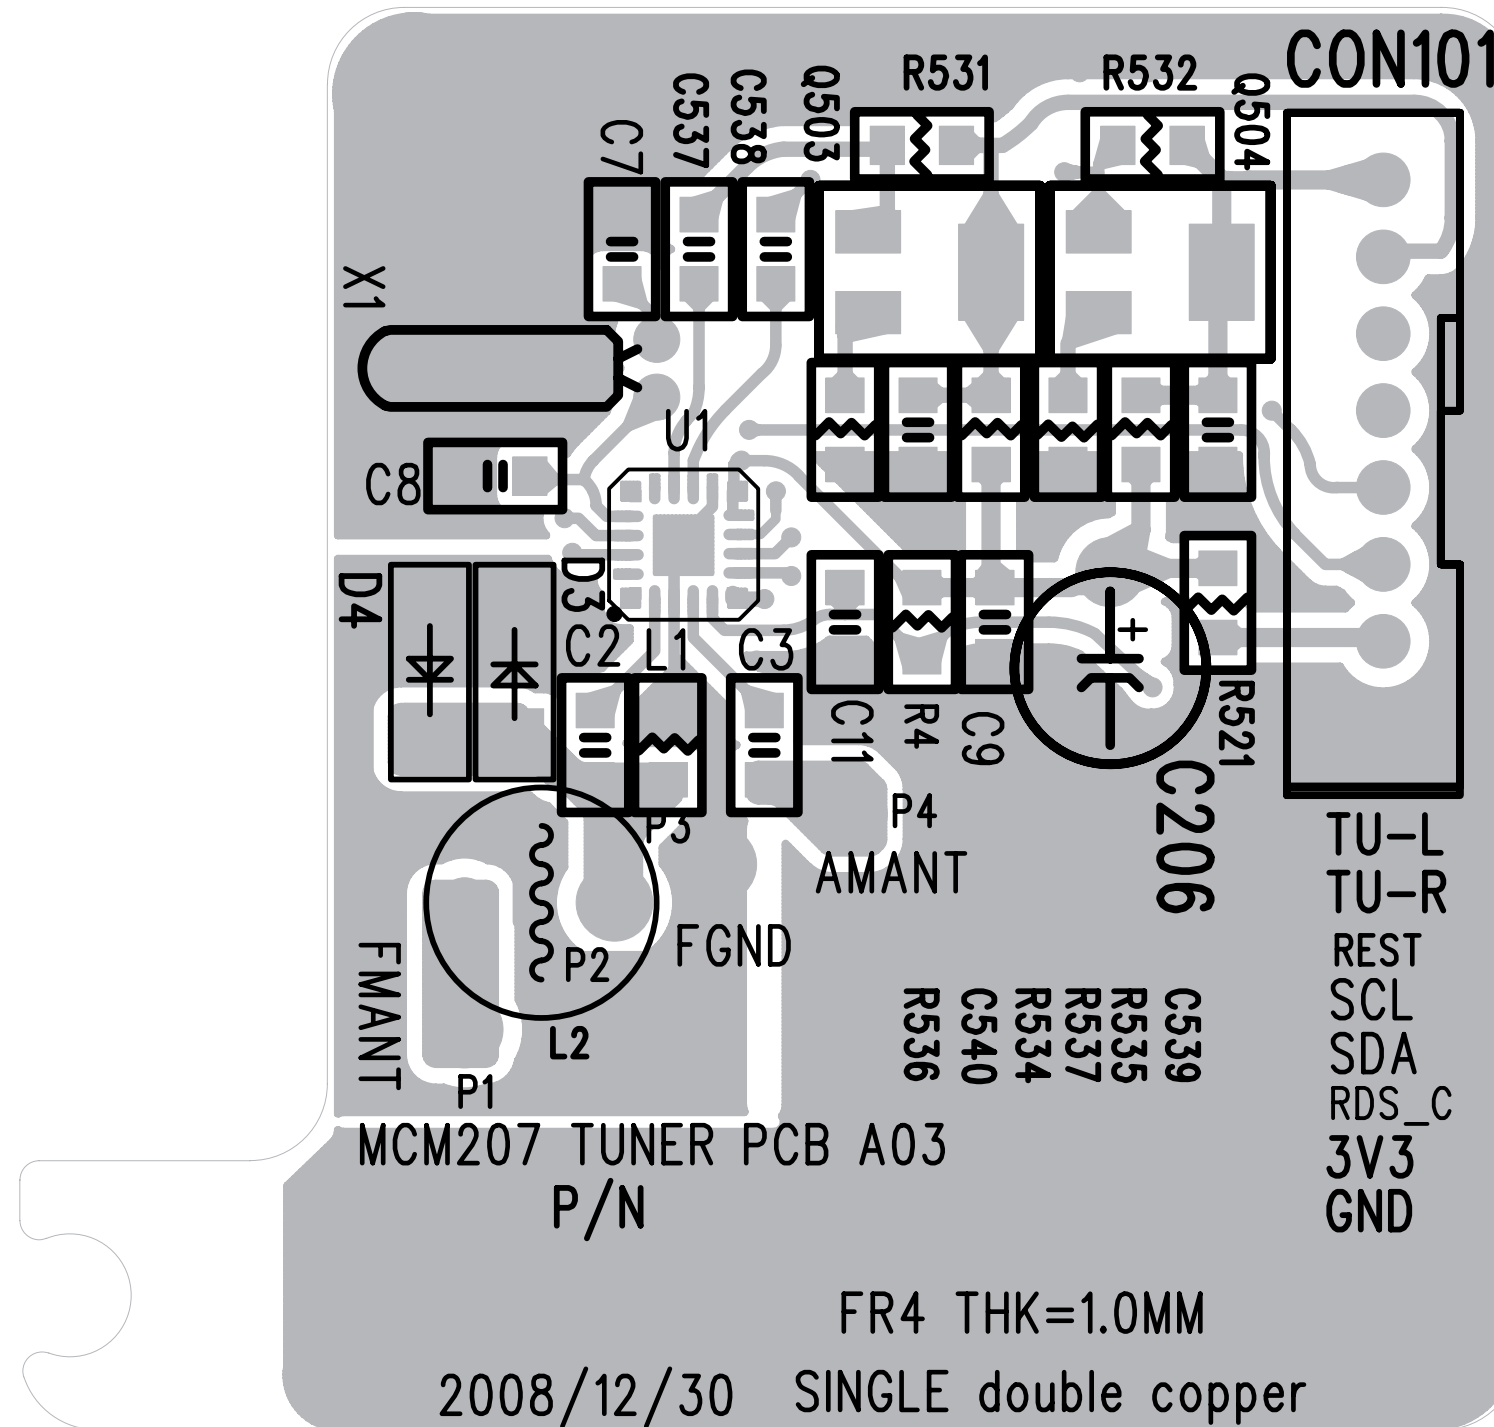 CON101
R531
R532
Q503
Q504
C538
C537
C7
X1
U1
C8
D3
D4
C2
L1
C3
+
C11
R4
C9
R521
C206
P3
P4
AMANT
TU-L
TU-R
REST
SCL
SDA
RDS_C
3V3
GND
FGND
P2
FMANT
L2
P1
R536
C540
R534
R537
R535
C539
MCM207 TUNER PCB A03
P/N
FR4 THK=1.0MM
2008/12/30 SINGLE double copper